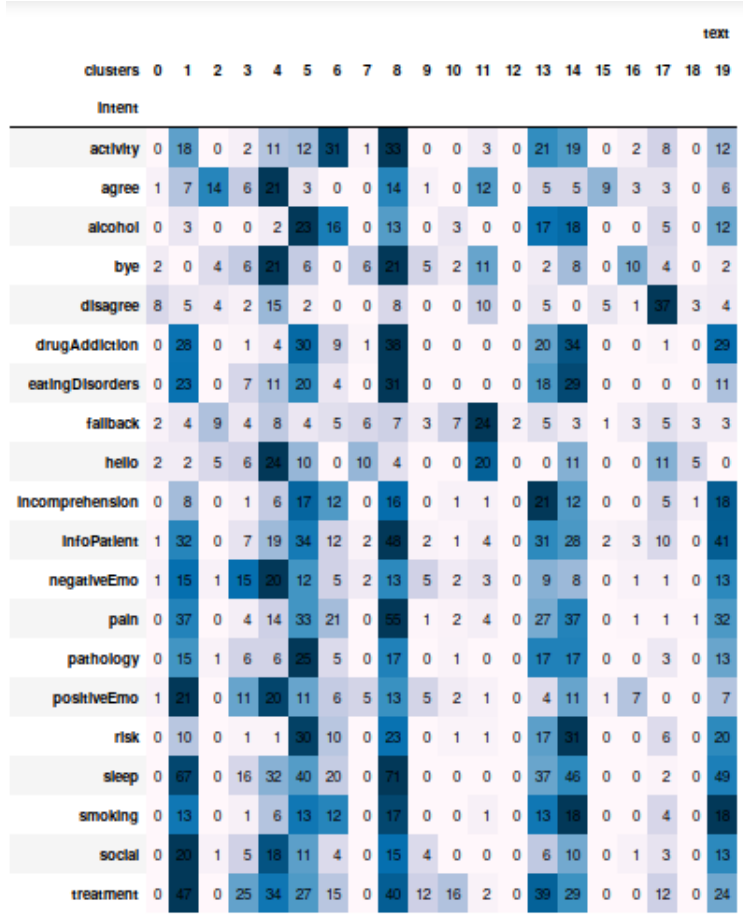 text
clusters 0 1 2 3 4 5 6 7 8 9 10 11 12 13 14 15 16 17 18 19
Intent
activity 0 18 0 2 11 12 31 1 33 0 0 3 0 21 19 0 2 8 0 12
agree 1 7 14 6 21 3 0 0 14 1 0 12 0 5 5 9 3 3 0 6
alcohol 0 3 0 0 2 23 16 0 13 0 3 0 0 17 18 0 0 5 0 12
bye 2 0 4 6 21 6 0 6 21 5 2 11 0 2 8 0 10 4 0 2
disagree 8 5 4 2 15 2 0 0 8 0 0 10 0 5 0 5 1 37 3 4
drugAddiction 0 28 0 1 4 30 9 1 38 0 0 0 0 20 34 0 0 1 0 29
eatingDisorders 0 23 0 7 11 20 4 0 31 0 0 0 0 18 29 0 0 0 0 11
fallback 2 4 9 4 8 4 5 6 7 3 7 24 2 5 3 1 3 5 3 3
hello 2 2 5 6 24 10 0 10 4 0 0 20 0 0 11 0 0 11 5 0
incomprehension 0 8 0 1 6 17 12 0 16 0 1 1 0 21 12 0 0 5 1 18
infoPatient 1 32 0 7 19 34 12 2 48 2 1 4 0 31 28 2 3 10 0 41
negativeEmo 1 15 1 15 20 12 5 2 13 5 2 3 0 9 8 0 1 1 0 13
pain 0 37 0 4 14 33 21 0 55 1 2 4 0 27 37 0 1 1 1 32
pathology 0 15 1 6 6 25 5 0 17 0 1 0 0 17 17 0 0 3 0 13
positiveEmo 1 21 0 11 20 11 6 5 13 5 2 1 0 4 11 1 7 0 0 7
risk 0 10 0 1 1 30 10 0 23 0 1 1 0 17 31 0 0 6 0 20
sleep 0 67 0 16 32 40 20 0 71 0 0 0 0 37 46 0 0 2 0 49
smoking 0 13 0 1 6 13 12 0 17 0 0 1 0 13 18 0 0 4 0 18
social 0 20 1 5 18 11 4 0 15 4 0 0 0 6 10 0 1 3 0 13
treatment 0 47 0 25 34 27 15 0 40 12 16 2 0 39 29 0 0 12 0 24